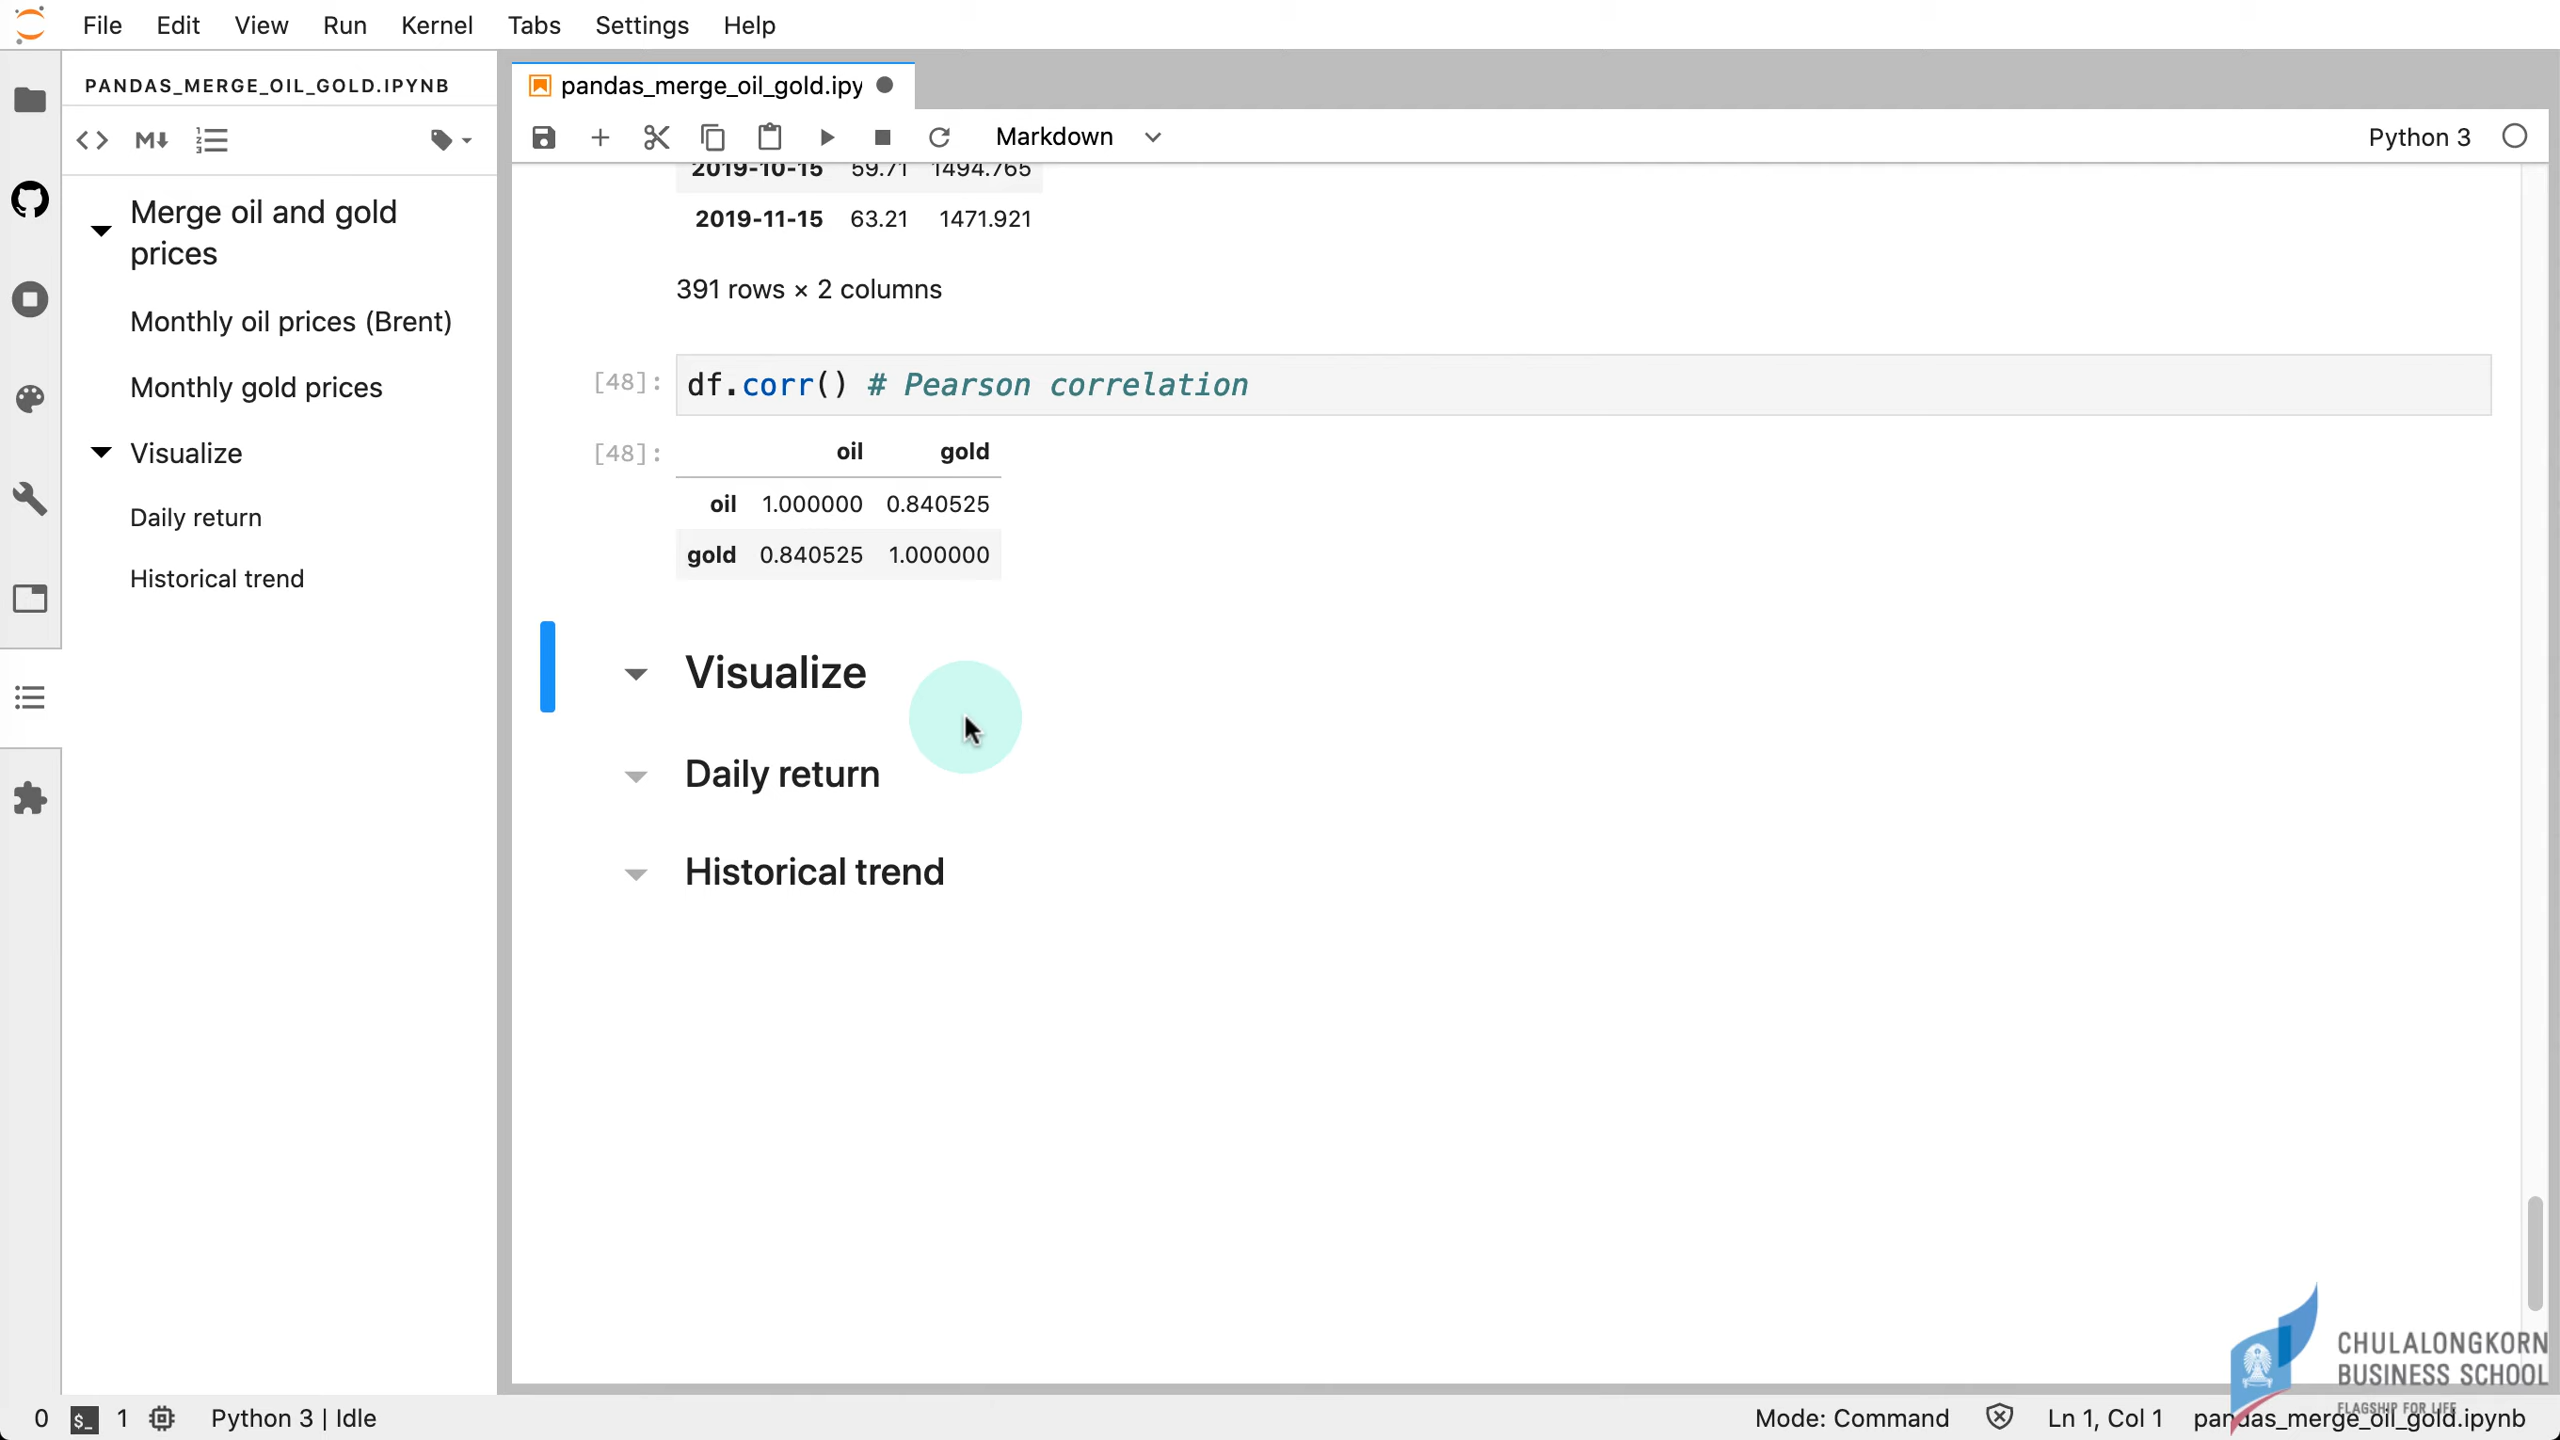 File Edit View Run Kernel Tabs Settings Help
PANDAS_MERGE_OIL_GOLD.IPYNB
pandas_merge_oil_gold.ipy
Markdown
Python 3
Merge oil and gold
prices
Monthly oil prices (Brent)
Monthly gold prices
Visualize
Daily return
Historical trend
2019-10-15 59.71 1494.765
2019-11-15 63.21 1471.921
391 rows × 2 columns
[48]: df.corr() # Pearson correlation
[48]: oil gold
oil 1.000000 0.840525
gold 0.840525 1.000000
Visualize
Daily return
Historical trend
CHULALONGKORN
BUSINESS SCHOOL
FLAGSHIP FOR LIFE
0 $_ 1 Python 3 | Idle Mode: Command Ln 1, Col 1 pandas_merge_oil_gold.ipynb